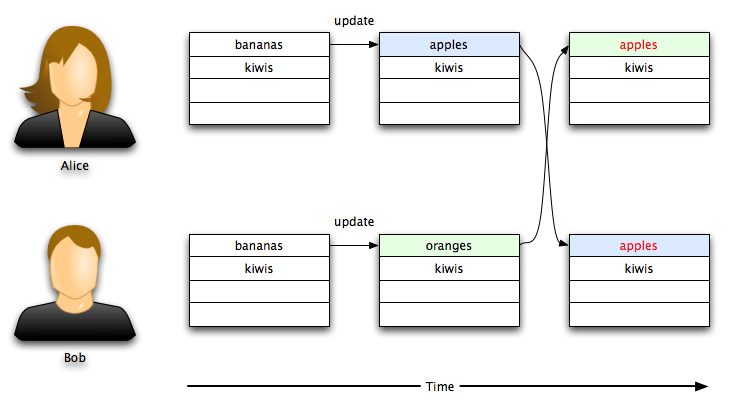 update
bananas
apples
apples
kiwis
kiwis
kiwis
Alice
update
bananas
oranges
apples
kiwis
kiwis
kiwis
Bob
Time